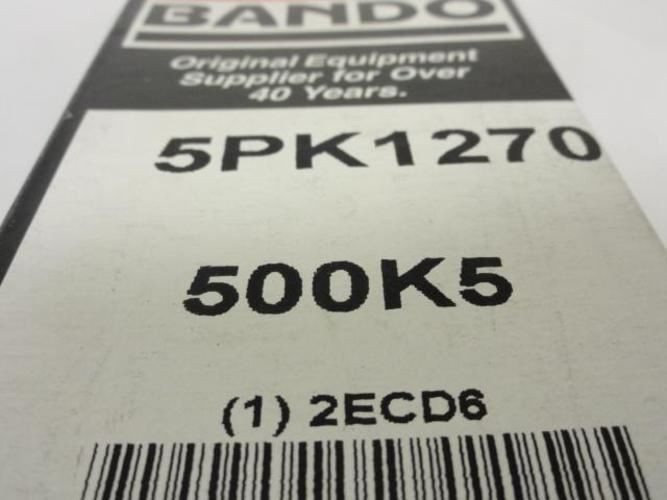 BANDO
Original Equipment
Supplier for Over
40 Years.
5PK1270
500K5
(1) 2ECD6